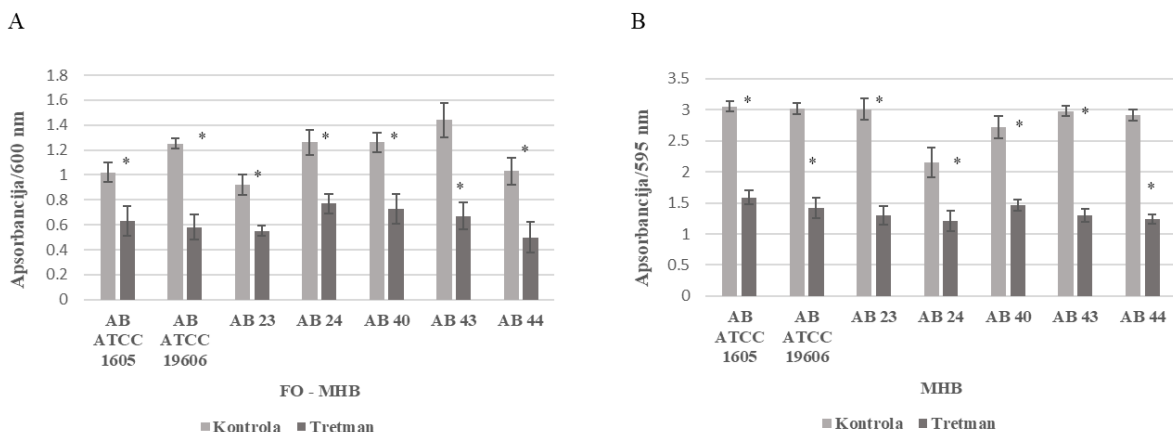 A
Apsorbancija/600 nm
1.8
1.6
1.4
1.2
1
0.8
0.6
0.4
0.2
0
*
*
*
*
*
*
*
AB ATCC 1605
AB ATCC 19606
AB 23
AB 24
AB 40
AB 43
AB 44
FO - MHB
Kontrola
Tretman
B
Apsorbancija/595 nm
3.5
3
2.5
2
1.5
1
0.5
0
*
*
*
*
*
*
*
AB ATCC 1605
AB ATCC 19606
AB 23
AB 24
AB 40
AB 43
AB 44
MHB
Kontrola
Tretman